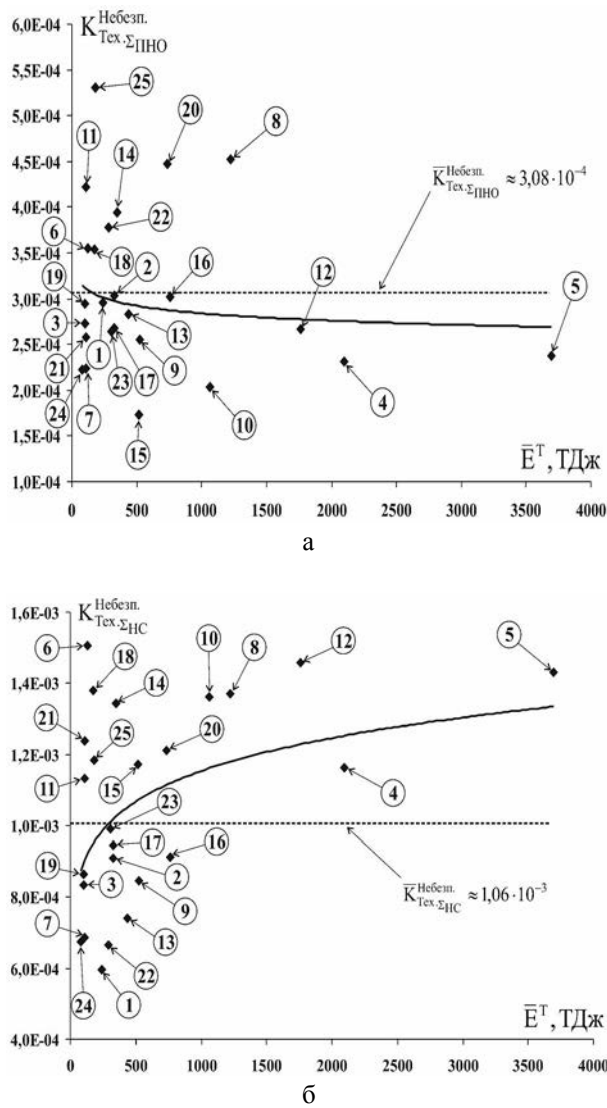 6,0E-04
K Небезп. Тех.ΣПНО
25
5,5E-04
5,0E-04
20
8
11
14
4,5E-04
K̅ Небезп. Тех.ΣПНО ≈ 3,08·10⁻⁴
4,0E-04
22
6
3,5E-04
18
2
16
12
5
19
3,0E-04
3
13
2,5E-04
21
1
23
17
9
4
24
7
10
2,0E-04
15
1,5E-04
E̅ᵀ, ТДж
1,0E-04
0 500 1000 1500 2000 2500 3000 3500 4000
а
1,6E-03
K Небезп. Тех.ΣНС
6
18
14
10
8
12
5
1,4E-03
21
25
20
1,2E-03
11
15
23
4
1,0E-03
17
16
19
2
K̅ Небезп. Тех.ΣНС ≈ 1,06·10⁻³
3
9
8,0E-04
7
13
22
6,0E-04
24
1
E̅ᵀ, ТДж
4,0E-04
0 500 1000 1500 2000 2500 3000 3500 4000
б